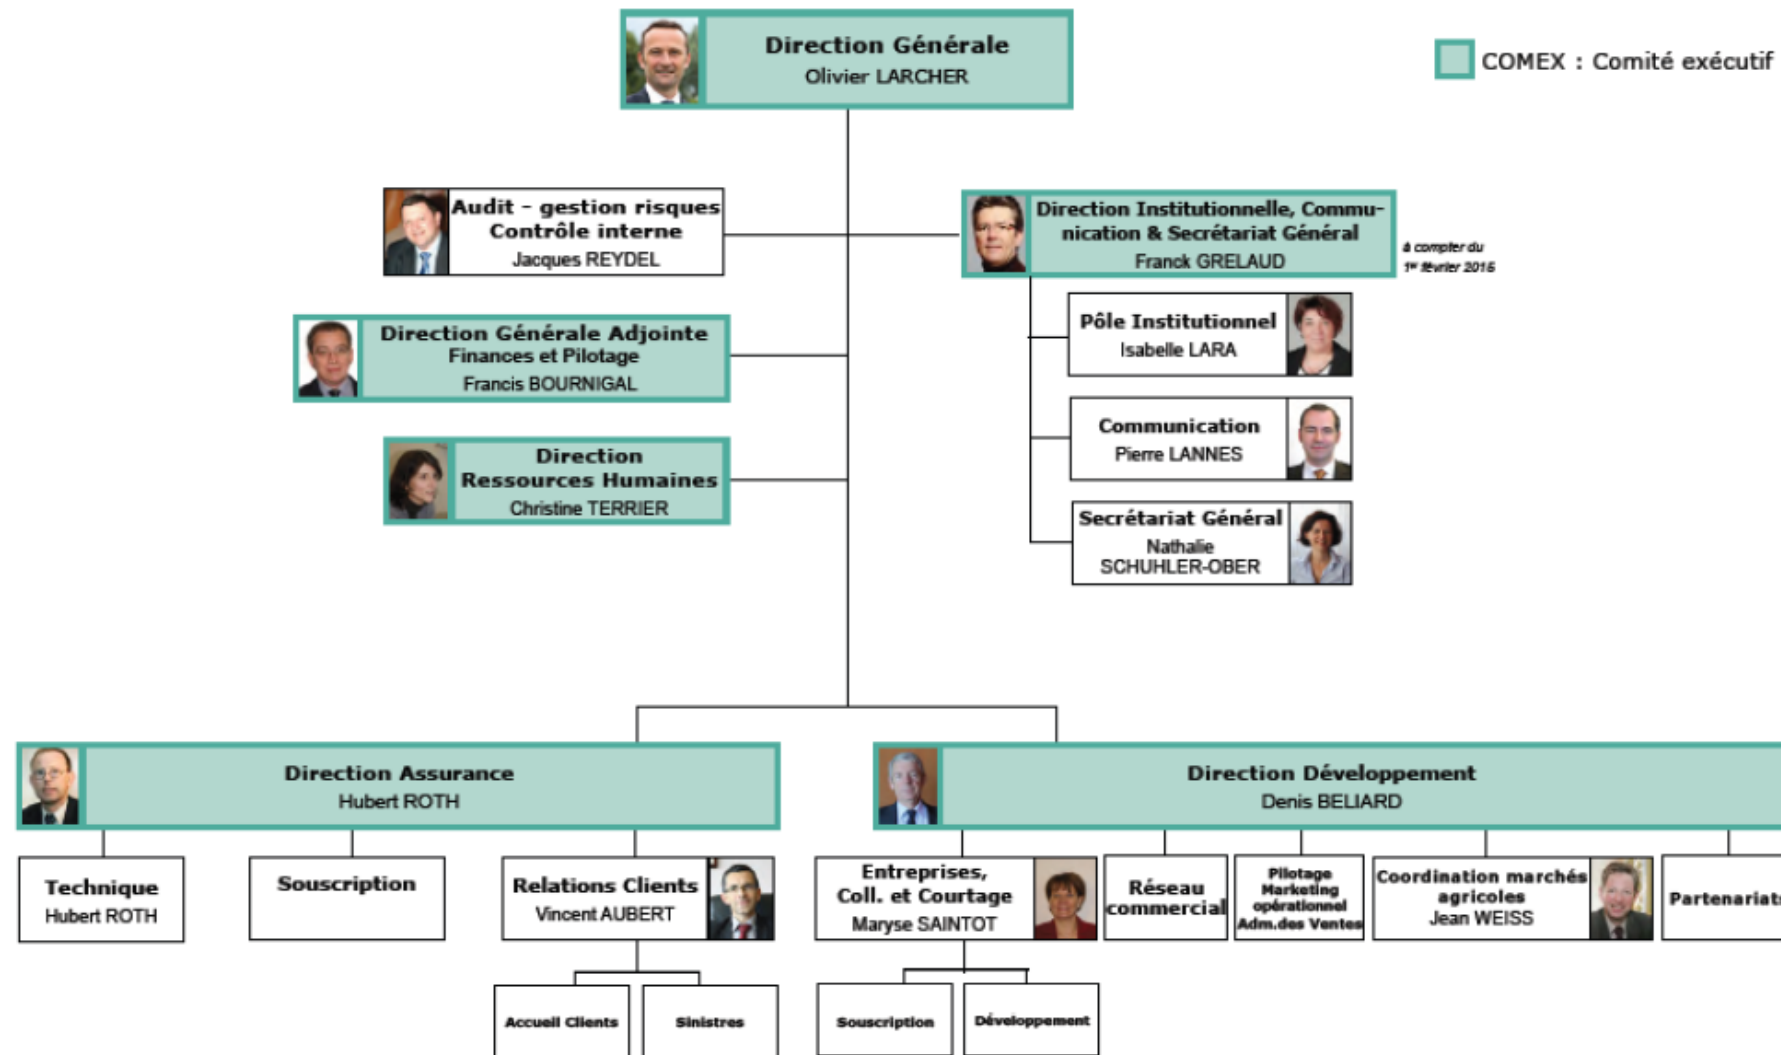 Direction Générale
Olivier LARCHER
COMEX : Comité exécutif
Audit - gestion risques
Contrôle interne
Jacques REYDEL
Direction Institutionnelle, Commu-
nication & Secrétariat Général
Franck GRELAUD
à compter du
1er février 2015
Direction Générale Adjointe
Finances et Pilotage
Francis BOURNIGAL
Pôle Institutionnel
Isabelle LARA
Communication
Pierre LANNES
Direction
Ressources Humaines
Christine TERRIER
Secrétariat Général
Nathalie
SCHUHLER-OBER
Direction Assurance
Hubert ROTH
Direction Développement
Denis BELIARD
Technique
Hubert ROTH
Souscription
Relations Clients
Vincent AUBERT
Entreprises,
Coll. et Courtage
Maryse SAINTOT
Réseau
commercial
Pilotage
Marketing
opérationnel
Adm.des Ventes
Coordination marchés
agricoles
Jean WEISS
Partenariats
Accueil Clients
Sinistres
Souscription
Développement